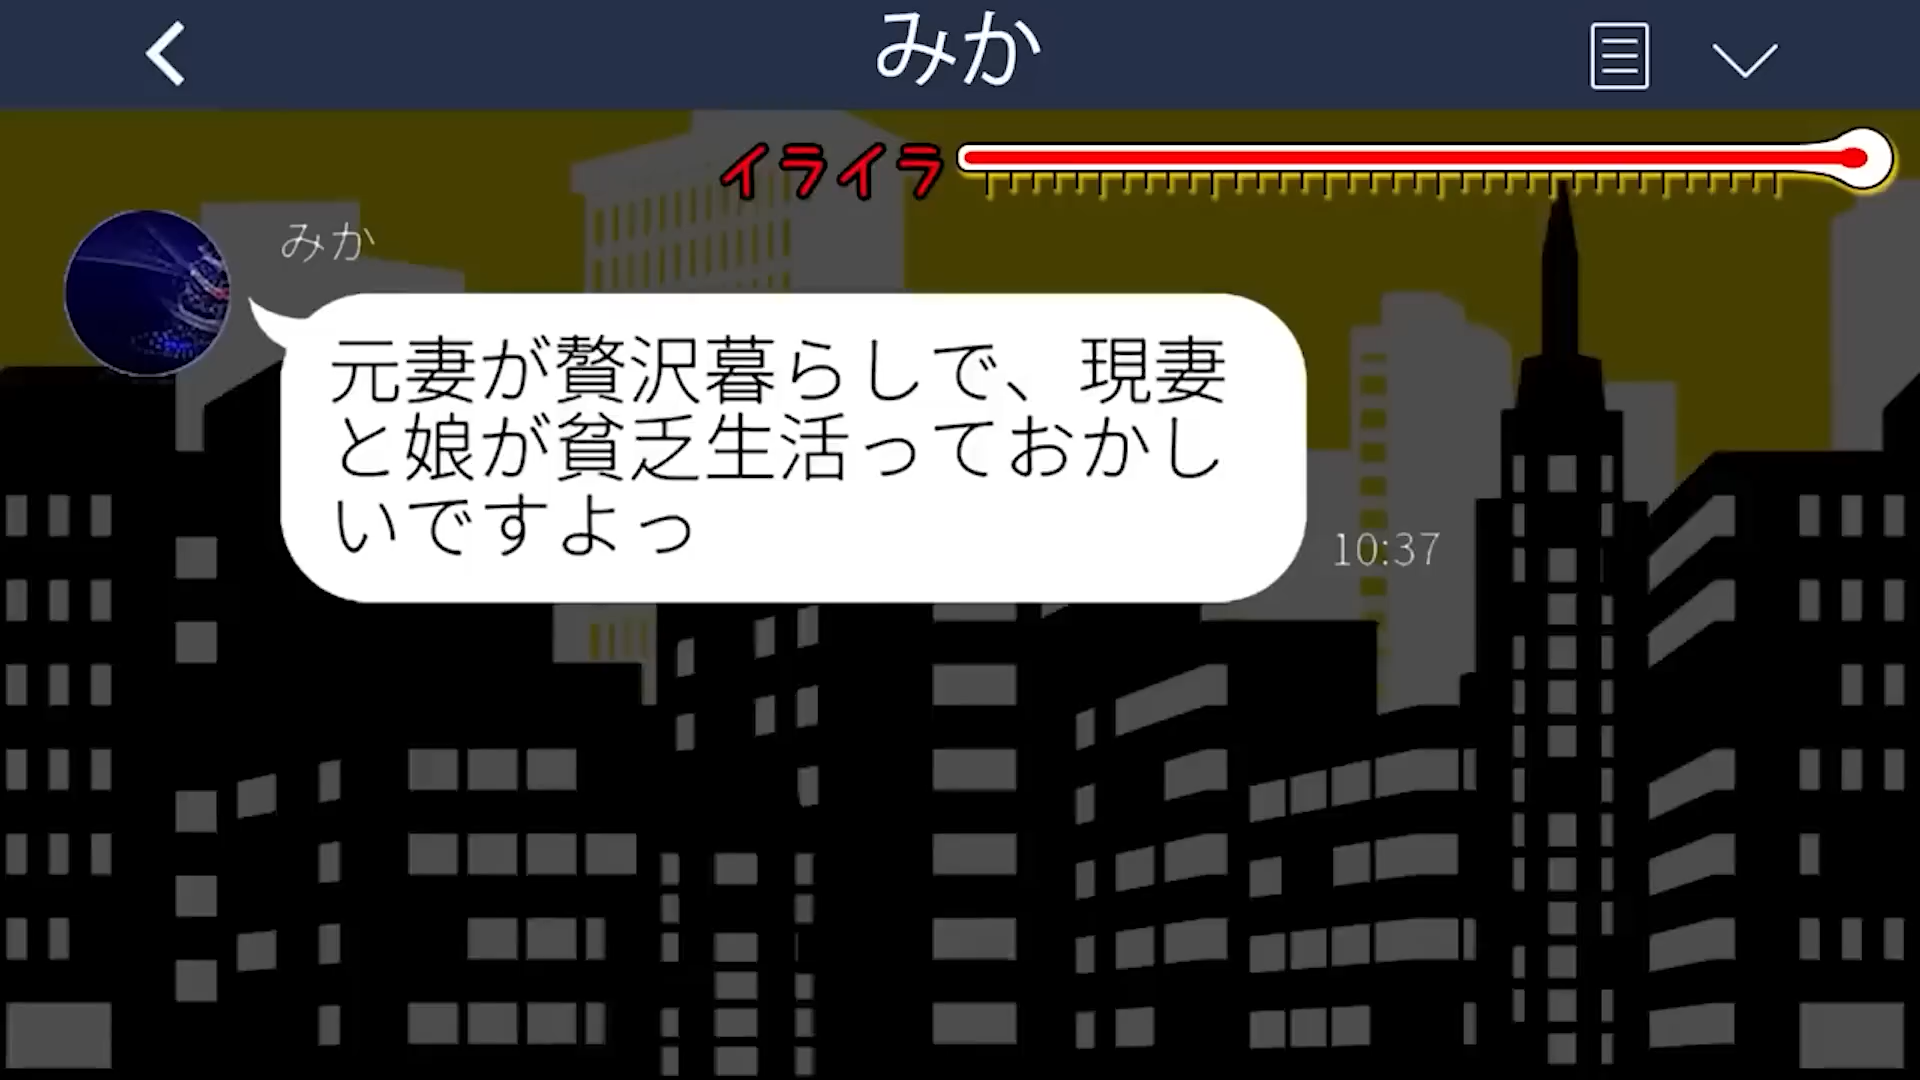 みか
イライラ
みか
元妻が贅沢暮らしで、現妻
と娘が貧乏生活っておかし
いですよっ
10:37